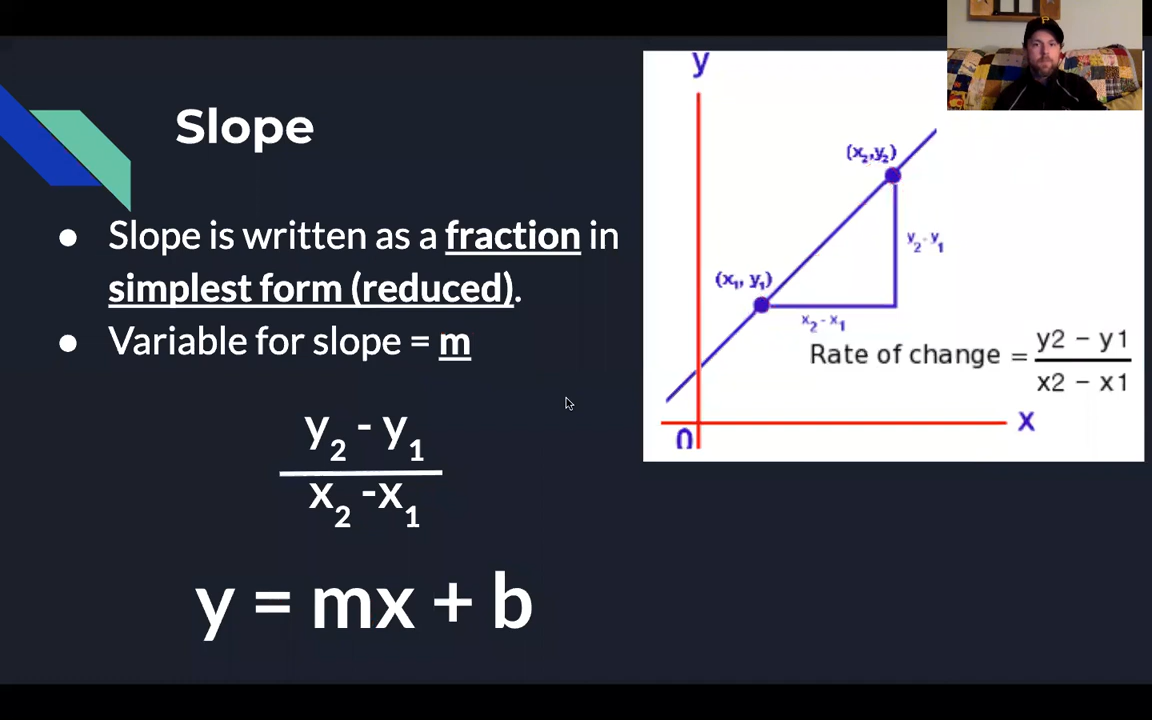 Slope
● Slope is written as a fraction in
simplest form (reduced).
● Variable for slope = m
y₂ - y₁
x₂ -x₁
y = mx + b
y
(x₂,y₂)
y₂ - y₁
(x₁, y₁)
x₂ - x₁
Rate of change = y2 − y1
x2 − x1
0
x
P